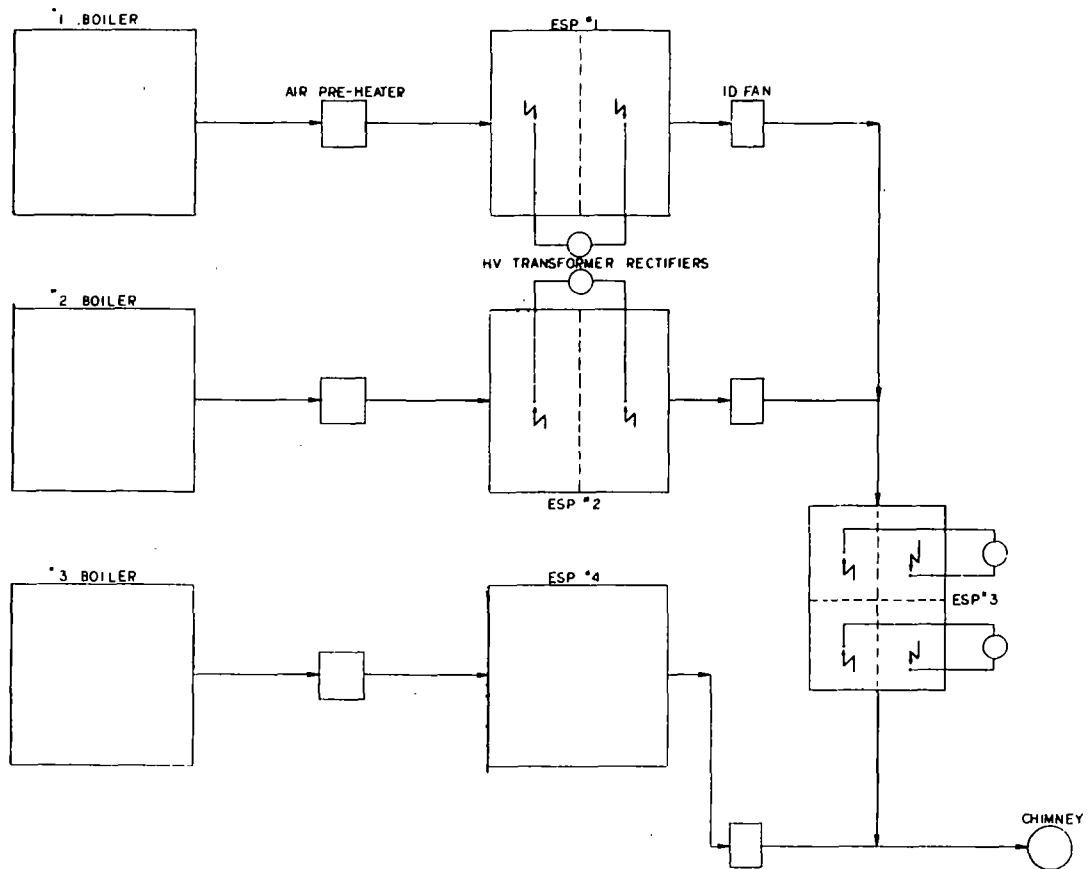 #1 BOILER
ESP #1
AIR PRE-HEATER
ID FAN
HV TRANSFORMER RECTIFIERS
#2 BOILER
ESP #2
#3 BOILER
ESP #4
ESP #3
CHIMNEY